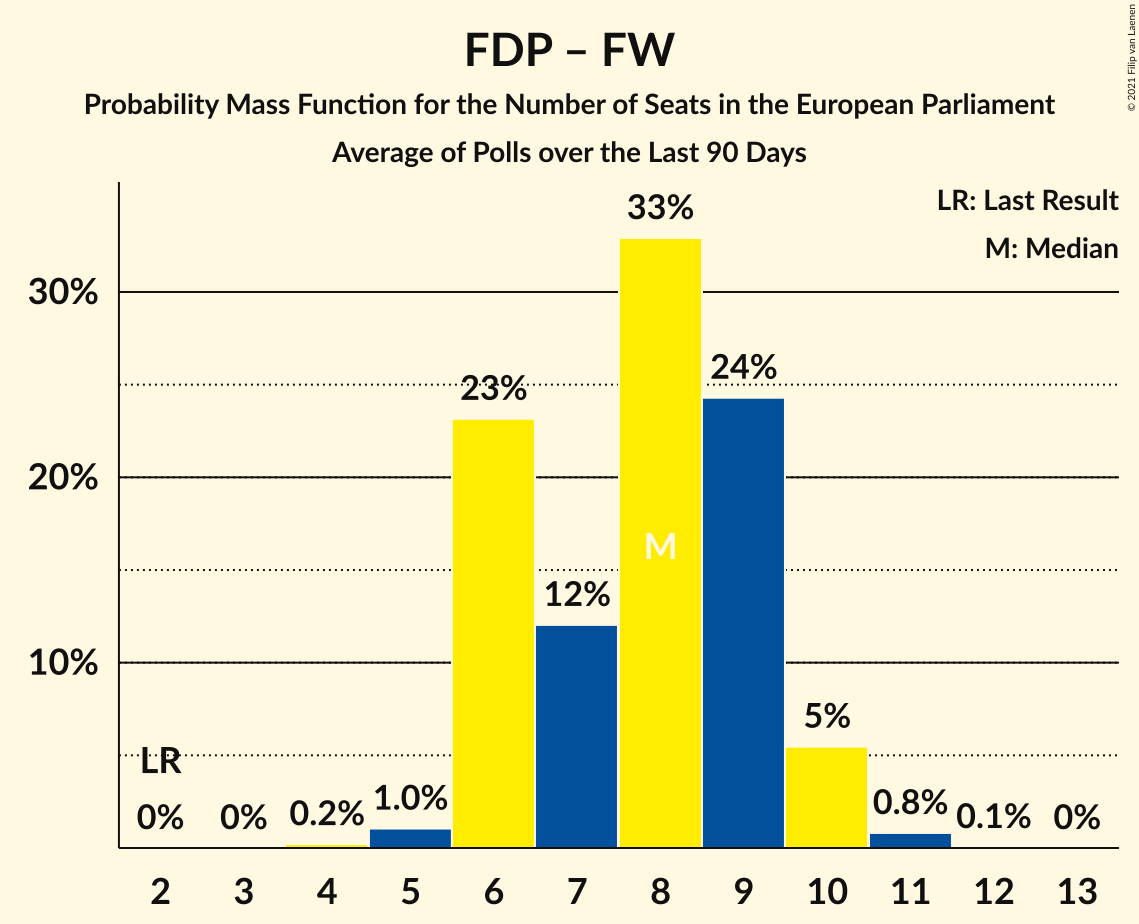 FDP – FW
Probability Mass Function for the Number of Seats in the European Parliament
Average of Polls over the Last 90 Days
© 2021 Filip van Laenen
LR: Last Result
M: Median
30%
20%
10%
LR
0%
0%
0.2%
1.0%
23%
12%
33%
M
24%
5%
0.8%
0.1%
0%
2 3 4 5 6 7 8 9 10 11 12 13